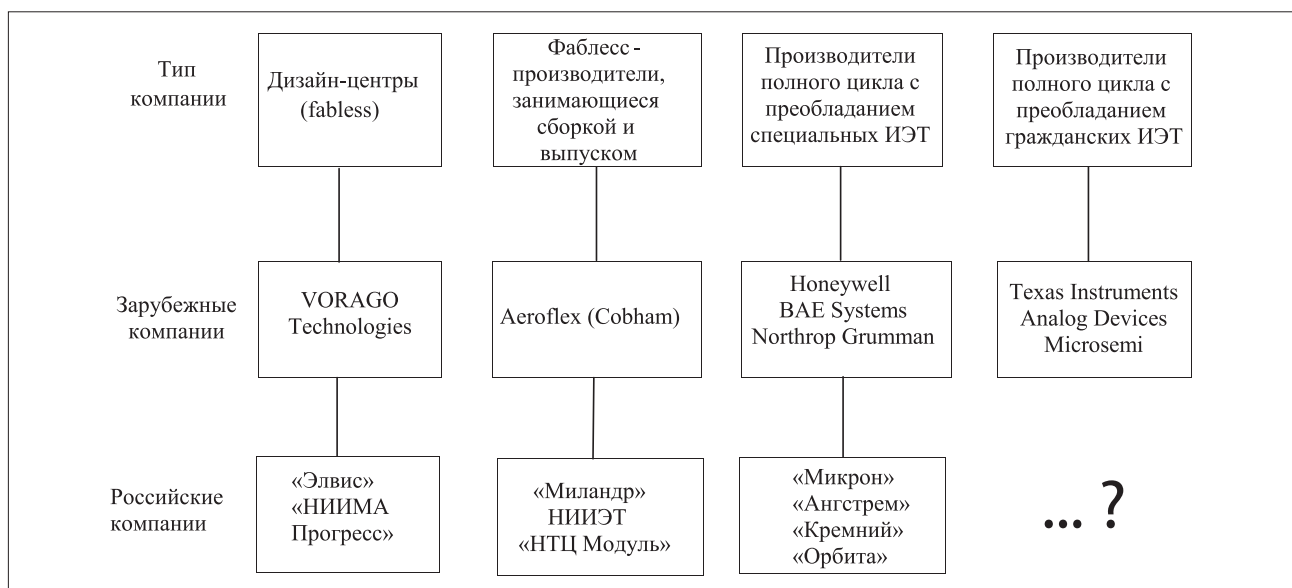 Тип
компании
Дизайн-центры
(fabless)
Фаблесс -
производители,
занимающиеся
сборкой и
выпуском
Производители
полного цикла с
преобладанием
специальных ИЭТ
Производители
полного цикла с
преобладанием
гражданских ИЭТ
Зарубежные
компании
VORAGO
Technologies
Aeroflex (Cobham)
Honeywell
BAE Systems
Northrop Grumman
Texas Instruments
Analog Devices
Microsemi
Российские
компании
«Элвис»
«НИИМА
Прогресс»
«Миландр»
НИИЭТ
«НТЦ Модуль»
«Микрон»
«Ангстрем»
«Кремний»
«Орбита»
... ?